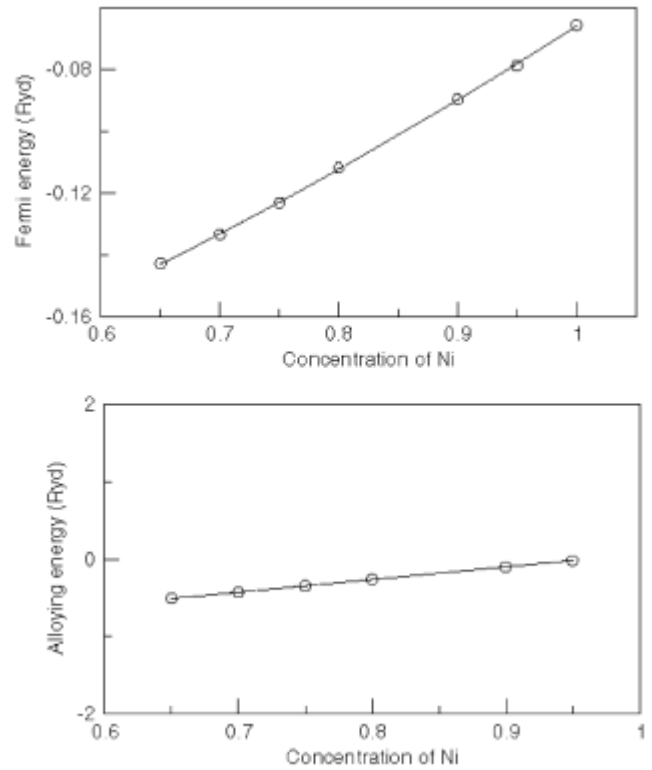 Fermi energy (Ryd)
-0.08
-0.12
-0.16
0.6 0.7 0.8 0.9 1
Concentration of Ni
Alloying energy (Ryd)
2
0
-2
0.6 0.7 0.8 0.9 1
Concentration of Ni